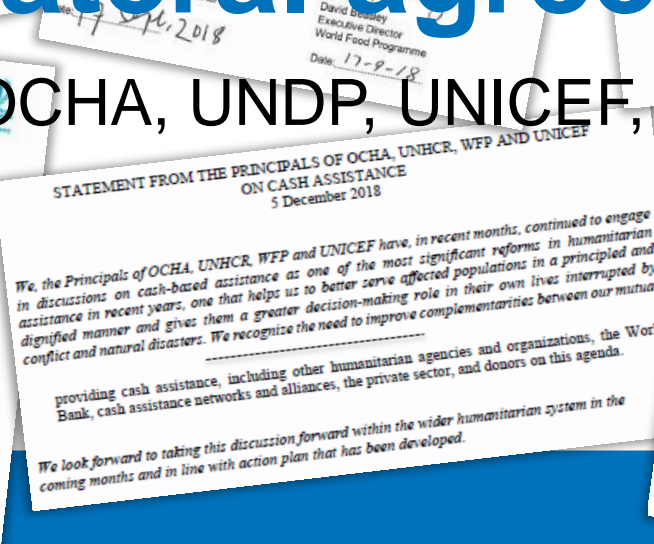 ateral agree
David Beasley
Executive Director
World Food Programme
Date: 17-9-18
Sept, 2018
OCHA, UNDP, UNICEF,
STATEMENT FROM THE PRINCIPALS OF OCHA, UNHCR, WFP AND UNICEF
ON CASH ASSISTANCE
5 December 2018
We, the Principals of OCHA, UNHCR, WFP and UNICEF have, in recent months, continued to engage
in discussions on cash-based assistance as one of the most significant reforms in humanitarian
assistance in recent years, one that helps us to better serve affected populations in a principled and
dignified manner and gives them a greater decision-making role in their own lives interrupted by
conflict and natural disasters. We recognize the need to improve complementarities between our mutua
providing cash assistance, including other humanitarian agencies and organizations, the Worl
Bank, cash assistance networks and alliances, the private sector, and donors on this agenda.
We look forward to taking this discussion forward within the wider humanitarian system in the
coming months and in line with action plan that has been developed.